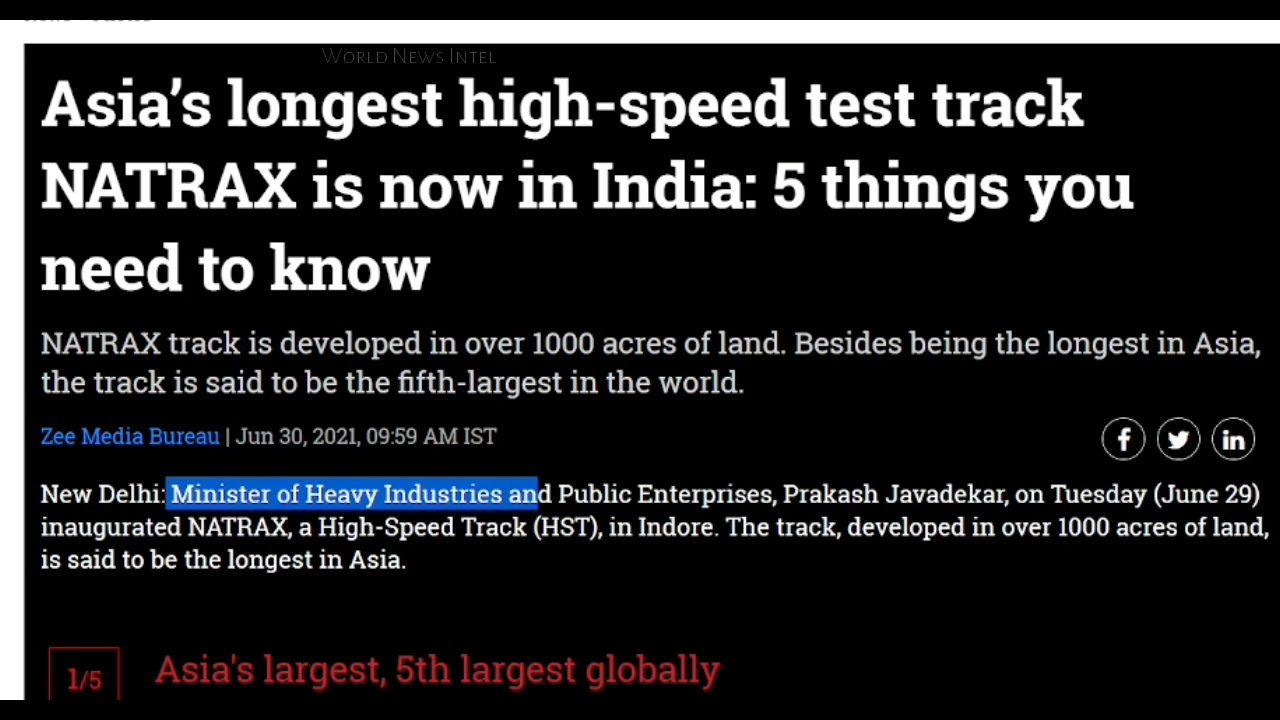 World News Intel
Asia's longest high-speed test track
NATRAX is now in India: 5 things you
need to know
NATRAX track is developed in over 1000 acres of land. Besides being the longest in Asia,
the track is said to be the fifth-largest in the world.
Zee Media Bureau | Jun 30, 2021, 09:59 AM IST
New Delhi: Minister of Heavy Industries and Public Enterprises, Prakash Javadekar, on Tuesday (June 29)
inaugurated NATRAX, a High-Speed Track (HST), in Indore. The track, developed in over 1000 acres of land,
is said to be the longest in Asia.
1/5 Asia's largest, 5th largest globally